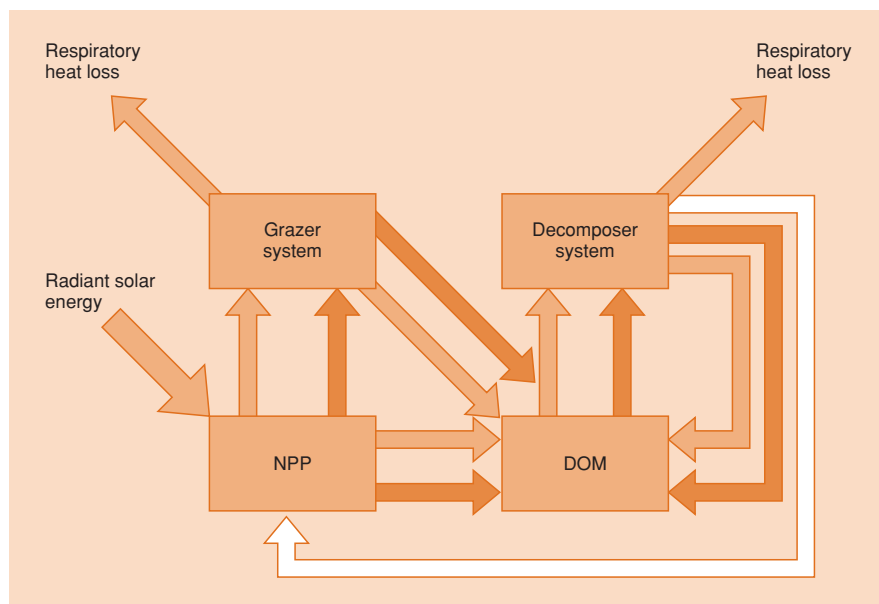 Respiratory
heat loss
Respiratory
heat loss
Grazer
system
Decomposer
system
Radiant solar
energy
NPP
DOM